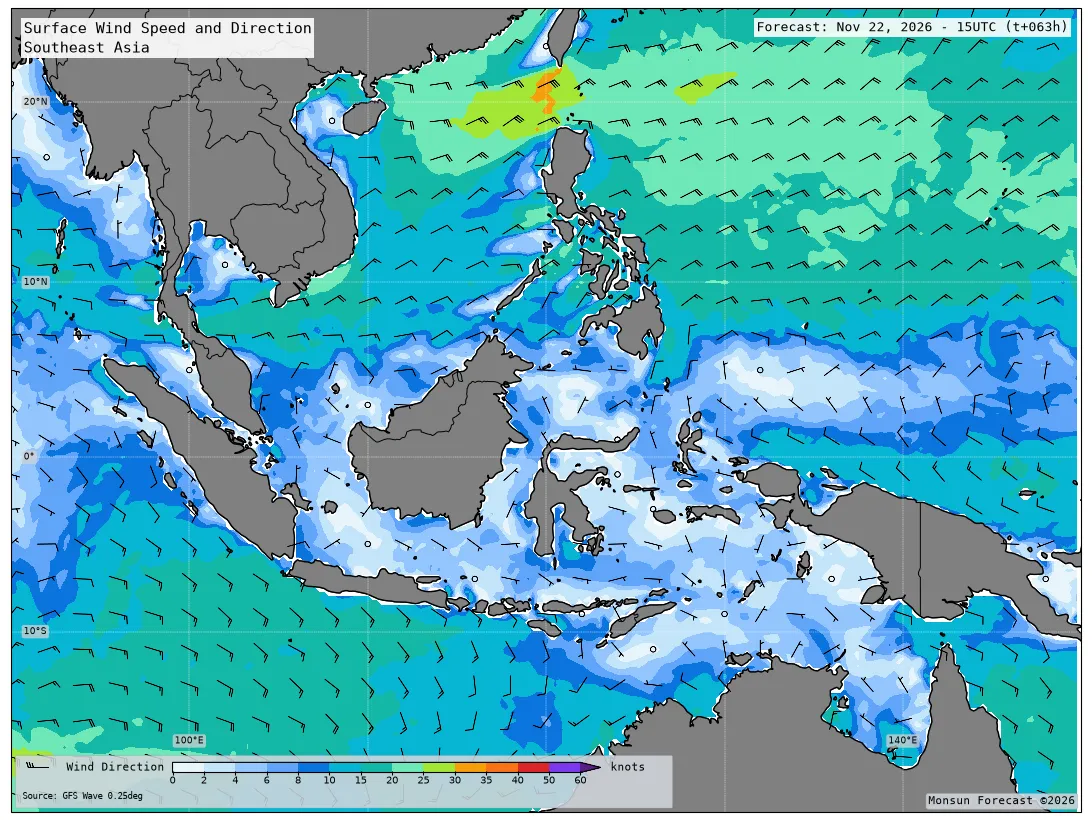 Surface Wind Speed and Direction
Southeast Asia
Forecast: Nov 22, 2026 - 15UTC (t+063h)
20°N
10°N
0°
10°S
100°E
140°E
Wind Direction
0 2 4 6 8 10 15 20 25 30 35 40 50 60
knots
Source: GFS Wave 0.25deg
Monsun Forecast ©2026